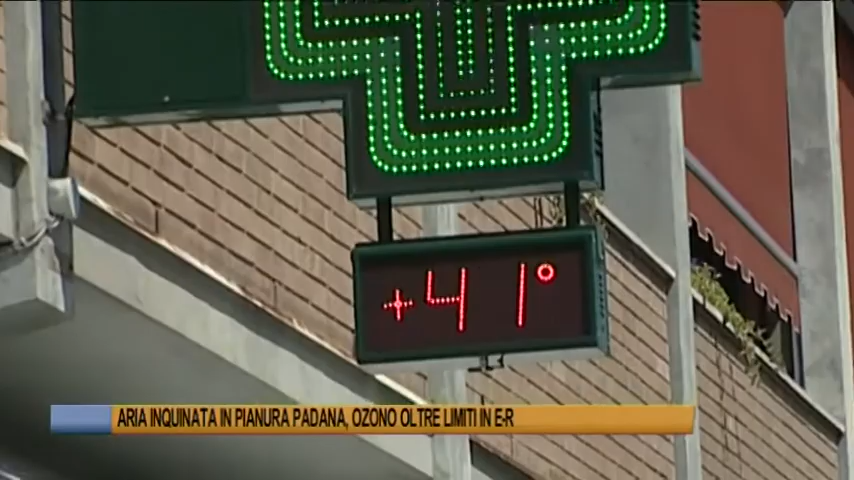 +41°
ARIA INQUINATA IN PIANURA PADANA, OZONO OLTRE LIMITI IN E-R